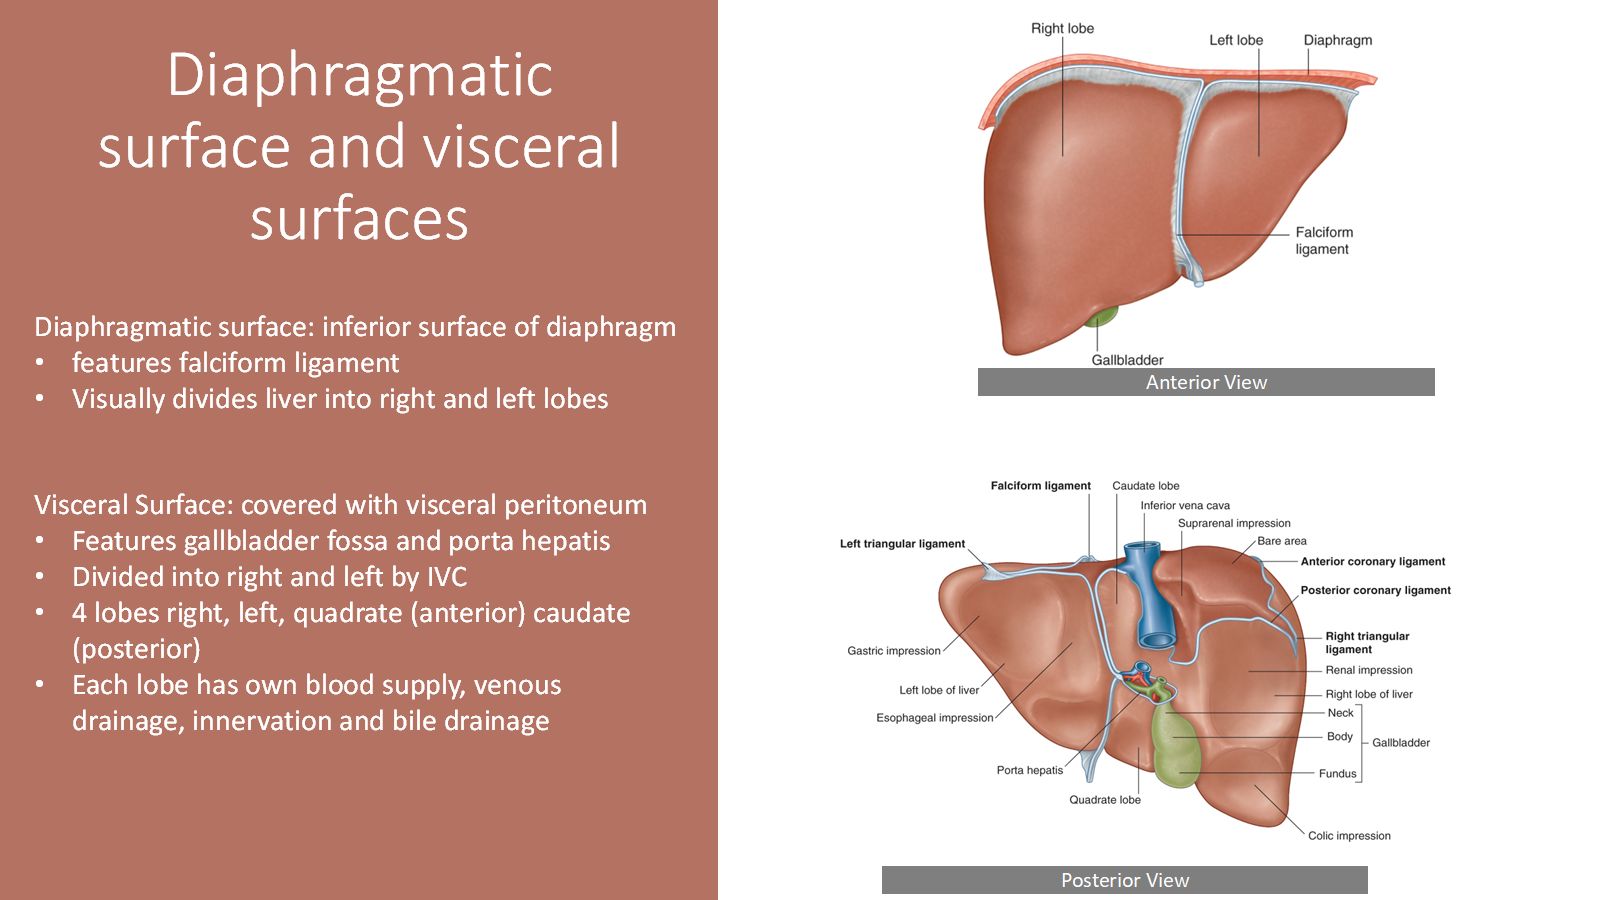 Diaphragmatic
surface and visceral
surfaces
Diaphragmatic surface: inferior surface of diaphragm
• features falciform ligament
• Visually divides liver into right and left lobes
Visceral Surface: covered with visceral peritoneum
• Features gallbladder fossa and porta hepatis
• Divided into right and left by IVC
• 4 lobes right, left, quadrate (anterior) caudate
(posterior)
• Each lobe has own blood supply, venous
drainage, innervation and bile drainage
Right lobe
Left lobe
Diaphragm
Falciform
ligament
Gallbladder
Anterior View
Falciform ligament
Caudate lobe
Inferior vena cava
Suprarenal impression
Bare area
Left triangular ligament
Anterior coronary ligament
Posterior coronary ligament
Right triangular
ligament
Gastric impression
Renal impression
Left lobe of liver
Right lobe of liver
Esophageal impression
Neck
Body
Gallbladder
Porta hepatis
Fundus
Quadrate lobe
Colic impression
Posterior View